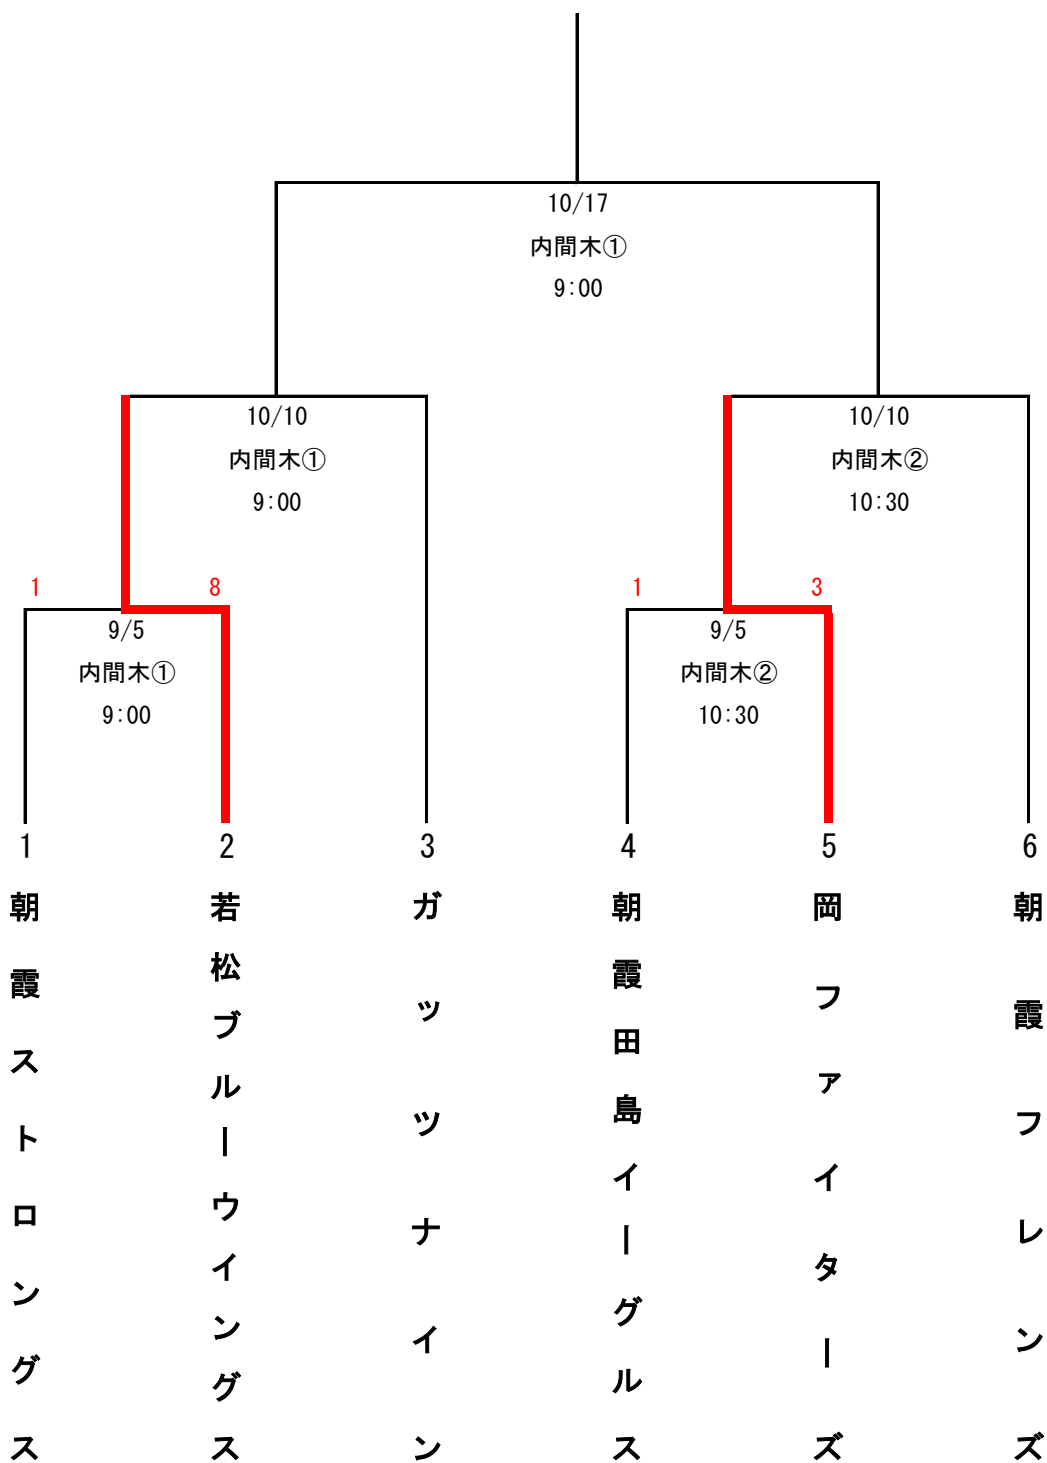 10/17
内間木①
9:00
10/10
内間木①
9:00
10/10
内間木②
10:30
1
8
9/5
内間木①
9:00
1
3
9/5
内間木②
10:30
1
2
3
4
5
6
朝霞ストロングス
若松ブルーウイングス
ガッツナイン
朝霞田島イーグルス
岡ファイターズ
朝霞フレンズ